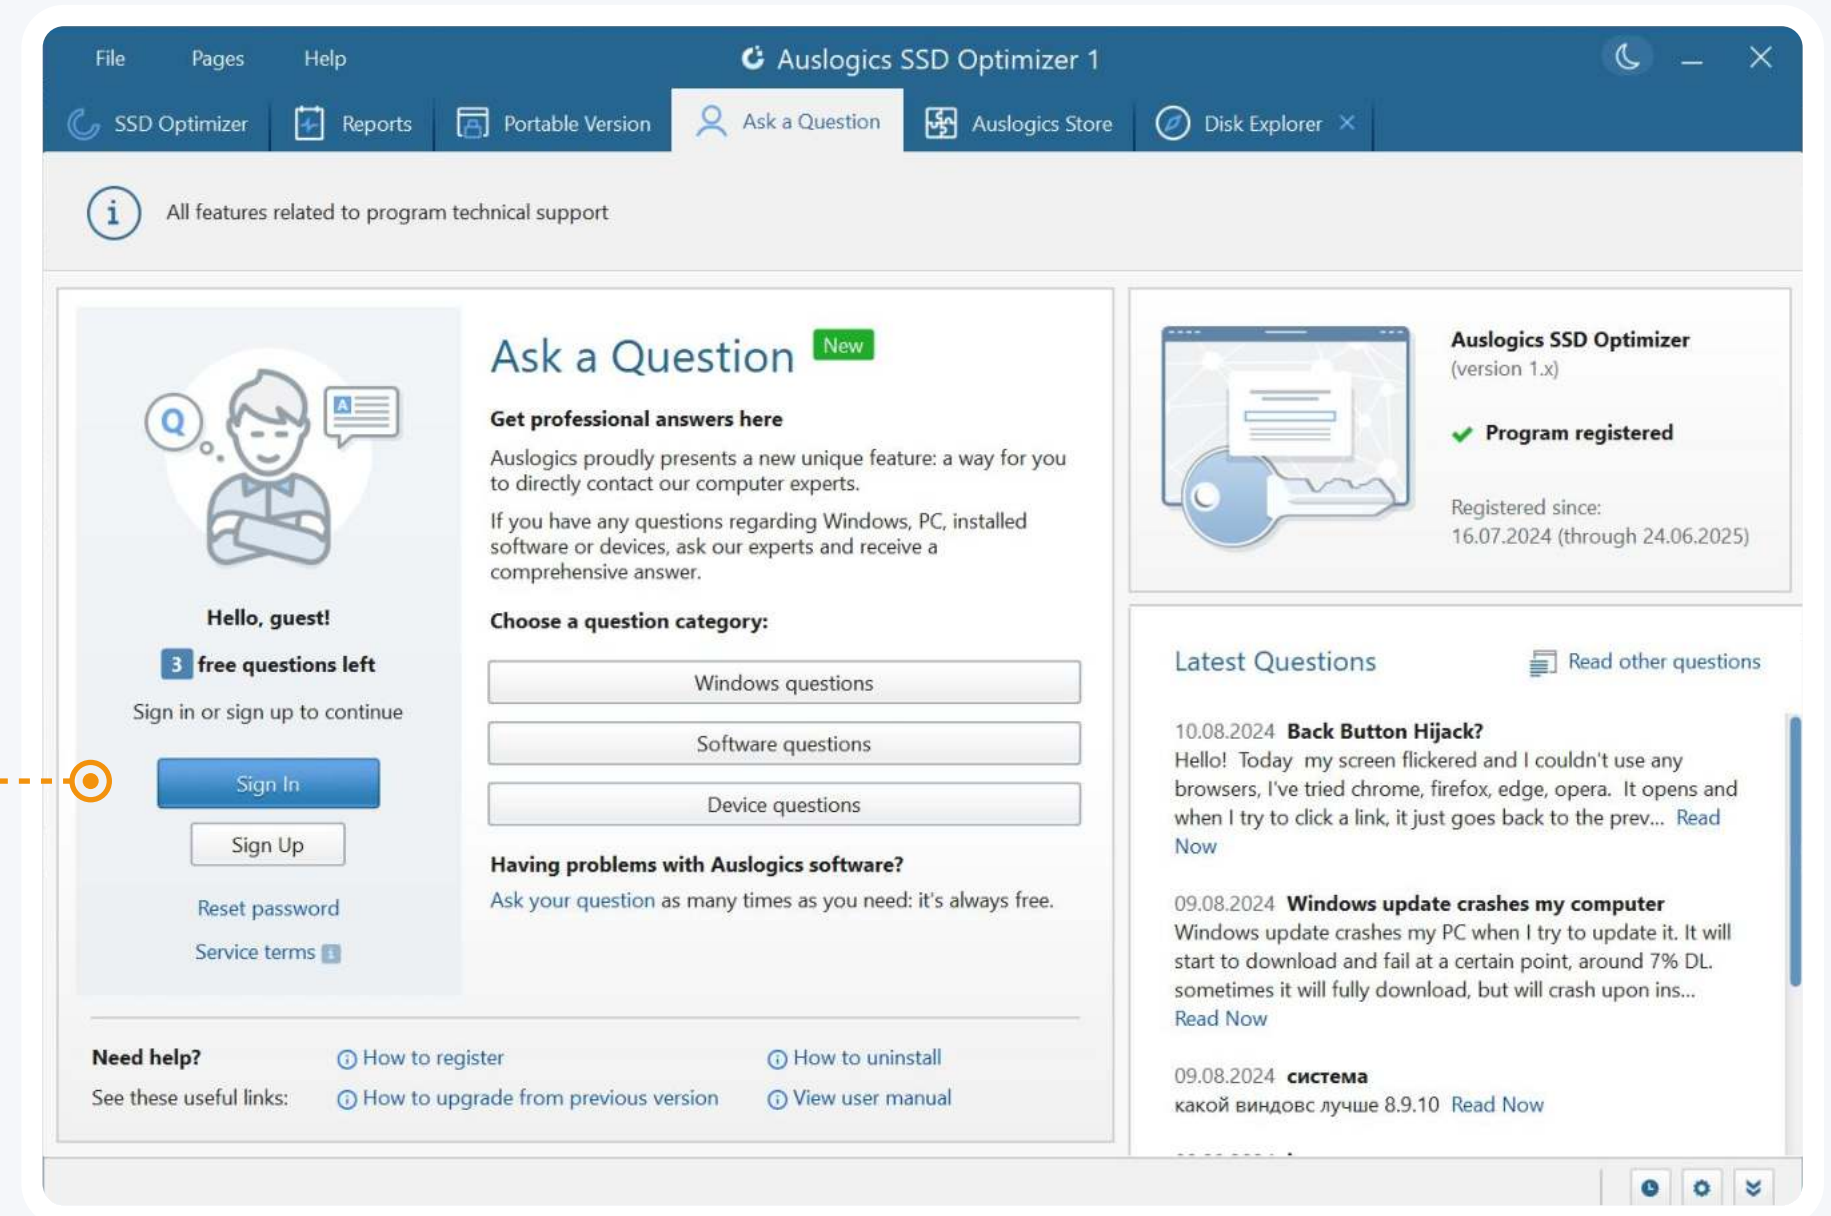 File Pages Help Auslogics SSD Optimizer 1
SSD Optimizer Reports Portable Version Ask a Question Auslogics Store Disk Explorer
All features related to program technical support
Q A
Hello, guest!
3 free questions left
Sign in or sign up to continue
Sign In
Sign Up
Reset password
Service terms
Ask a Question New
Get professional answers here
Auslogics proudly presents a new unique feature: a way for you
to directly contact our computer experts.
If you have any questions regarding Windows, PC, installed
software or devices, ask our experts and receive a
comprehensive answer.
Choose a question category:
Windows questions
Software questions
Device questions
Having problems with Auslogics software?
Ask your question as many times as you need: it's always free.
Need help?
See these useful links:
How to register
How to upgrade from previous version
How to uninstall
View user manual
Auslogics SSD Optimizer
(version 1.x)
Program registered
Registered since:
16.07.2024 (through 24.06.2025)
Latest Questions Read other questions
10.08.2024 Back Button Hijack?
Hello! Today my screen flickered and I couldn't use any
browsers, I've tried chrome, firefox, edge, opera. It opens and
when I try to click a link, it just goes back to the prev... Read
Now
09.08.2024 Windows update crashes my computer
Windows update crashes my PC when I try to update it. It will
start to download and fail at a certain point, around 7% DL.
sometimes it will fully download, but will crash upon ins...
Read Now
09.08.2024 система
какой виндовс лучше 8.9.10 Read Now